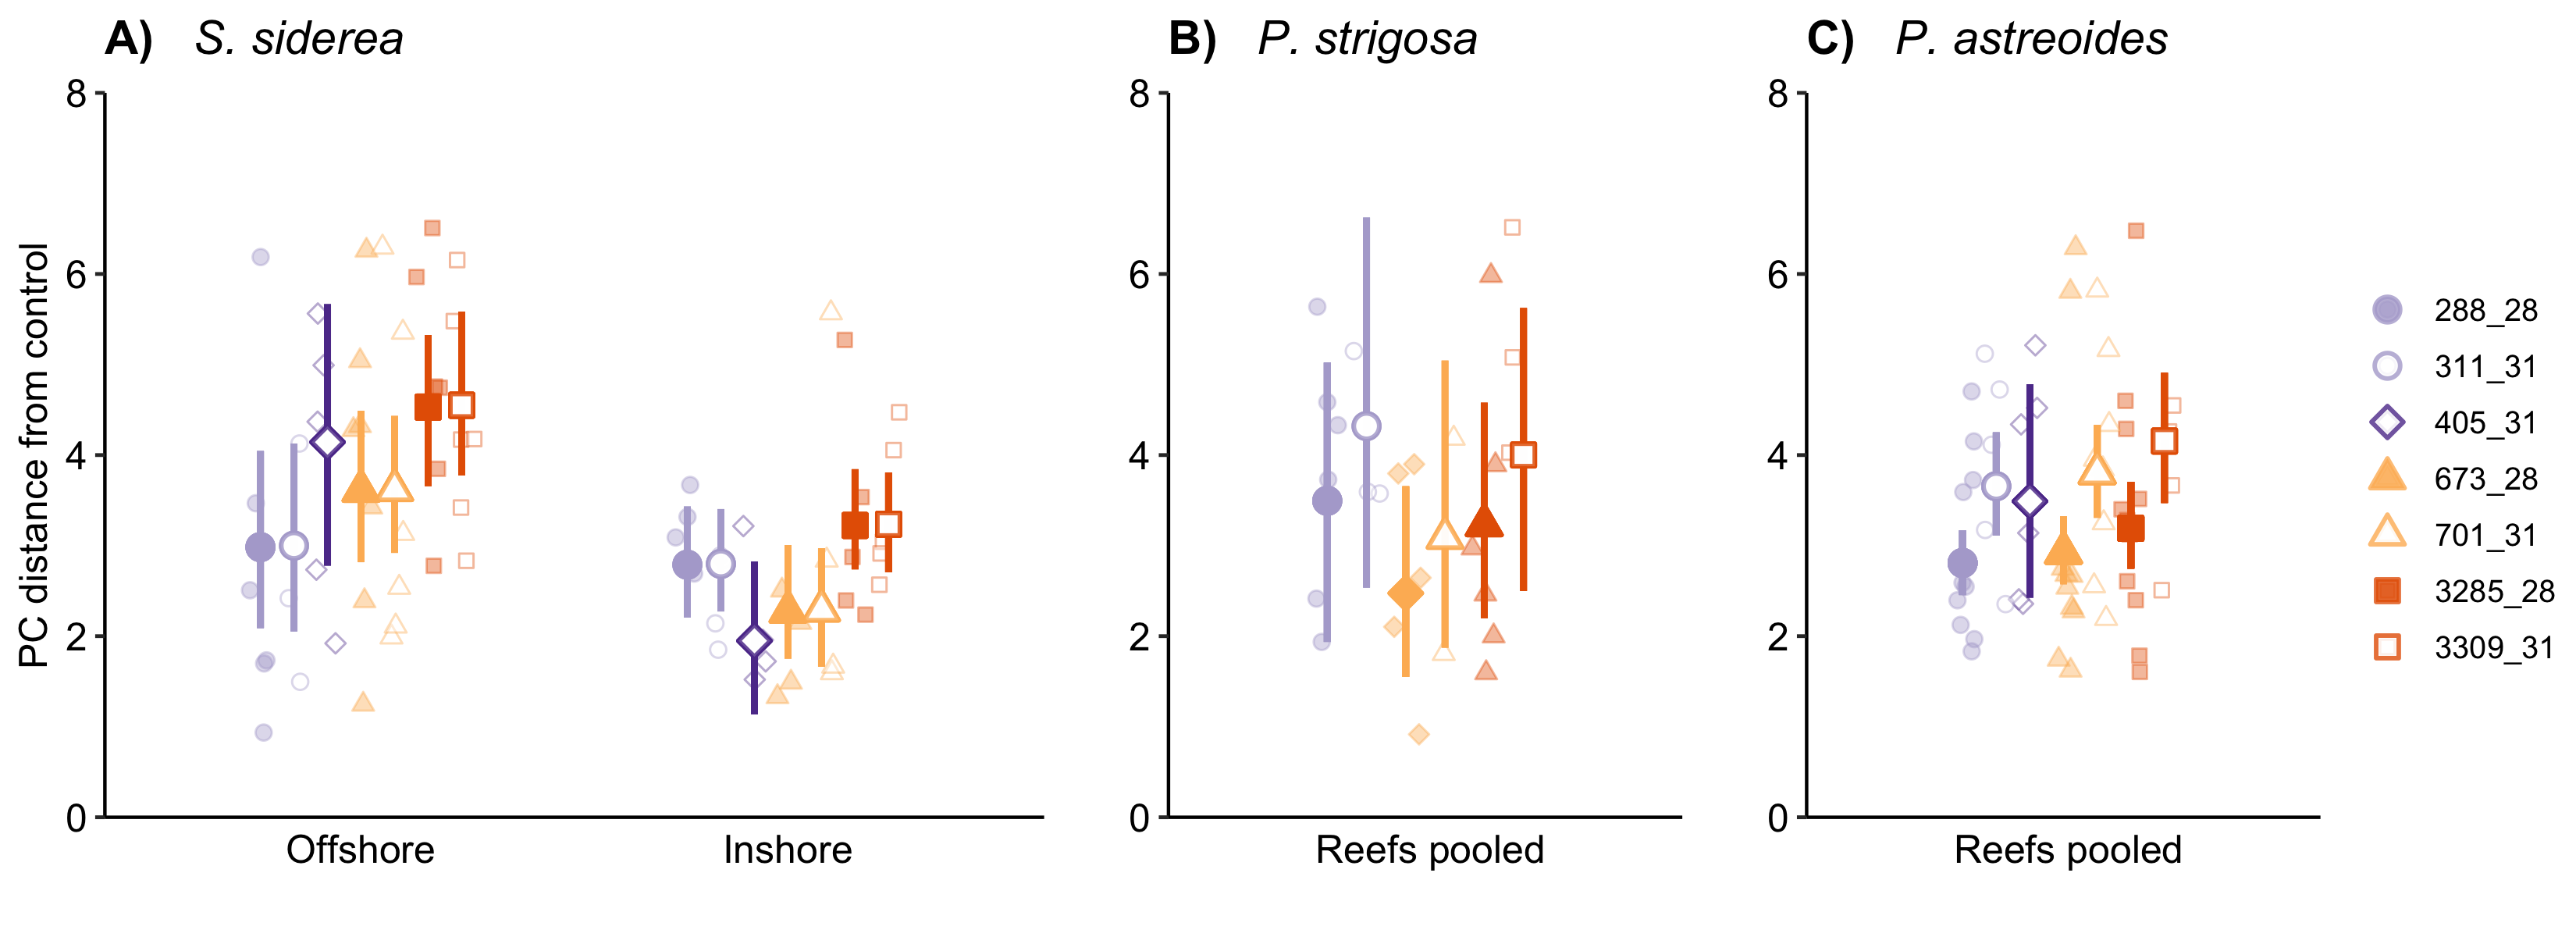 A) S. siderea
B) P. strigosa
C) P. astreoides
PC distance from control
8
6
4
2
0
Offshore
Inshore
8
6
4
2
0
Reefs pooled
8
6
4
2
0
Reefs pooled
288_28
311_31
405_31
673_28
701_31
3285_28
3309_31